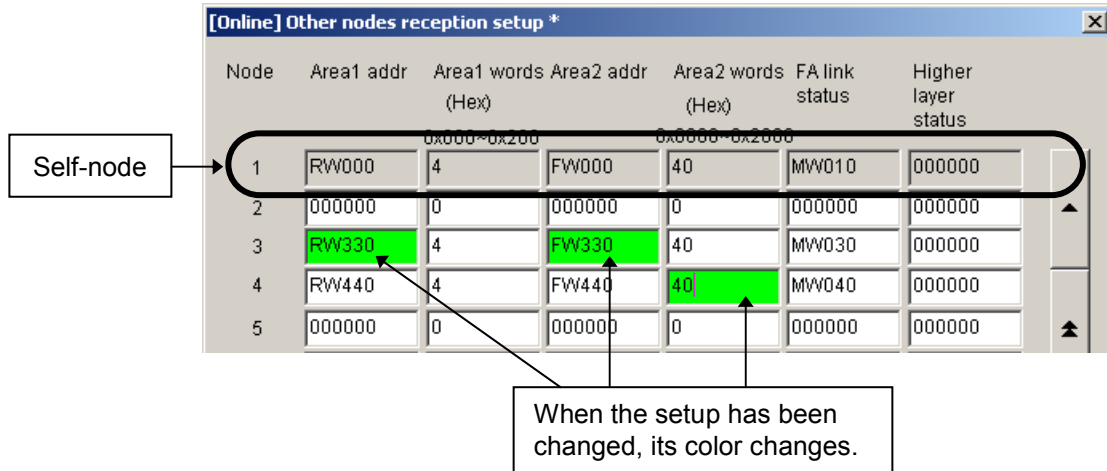 [Online] Other nodes reception setup *
Node Area1 addr Area1 words Area2 addr Area2 words FA link Higher
(Hex) (Hex) status layer
status
0x000~0x200 0x0000~0x2000
Self-node
1 RW000 4 FW000 40 MW010 000000
2 000000 0 000000 0 000000 000000
3 RW330 4 FW330 40 MW030 000000
4 RW440 4 FW440 40 MW040 000000
5 000000 0 000000 0 000000 000000
When the setup has been
changed, its color changes.